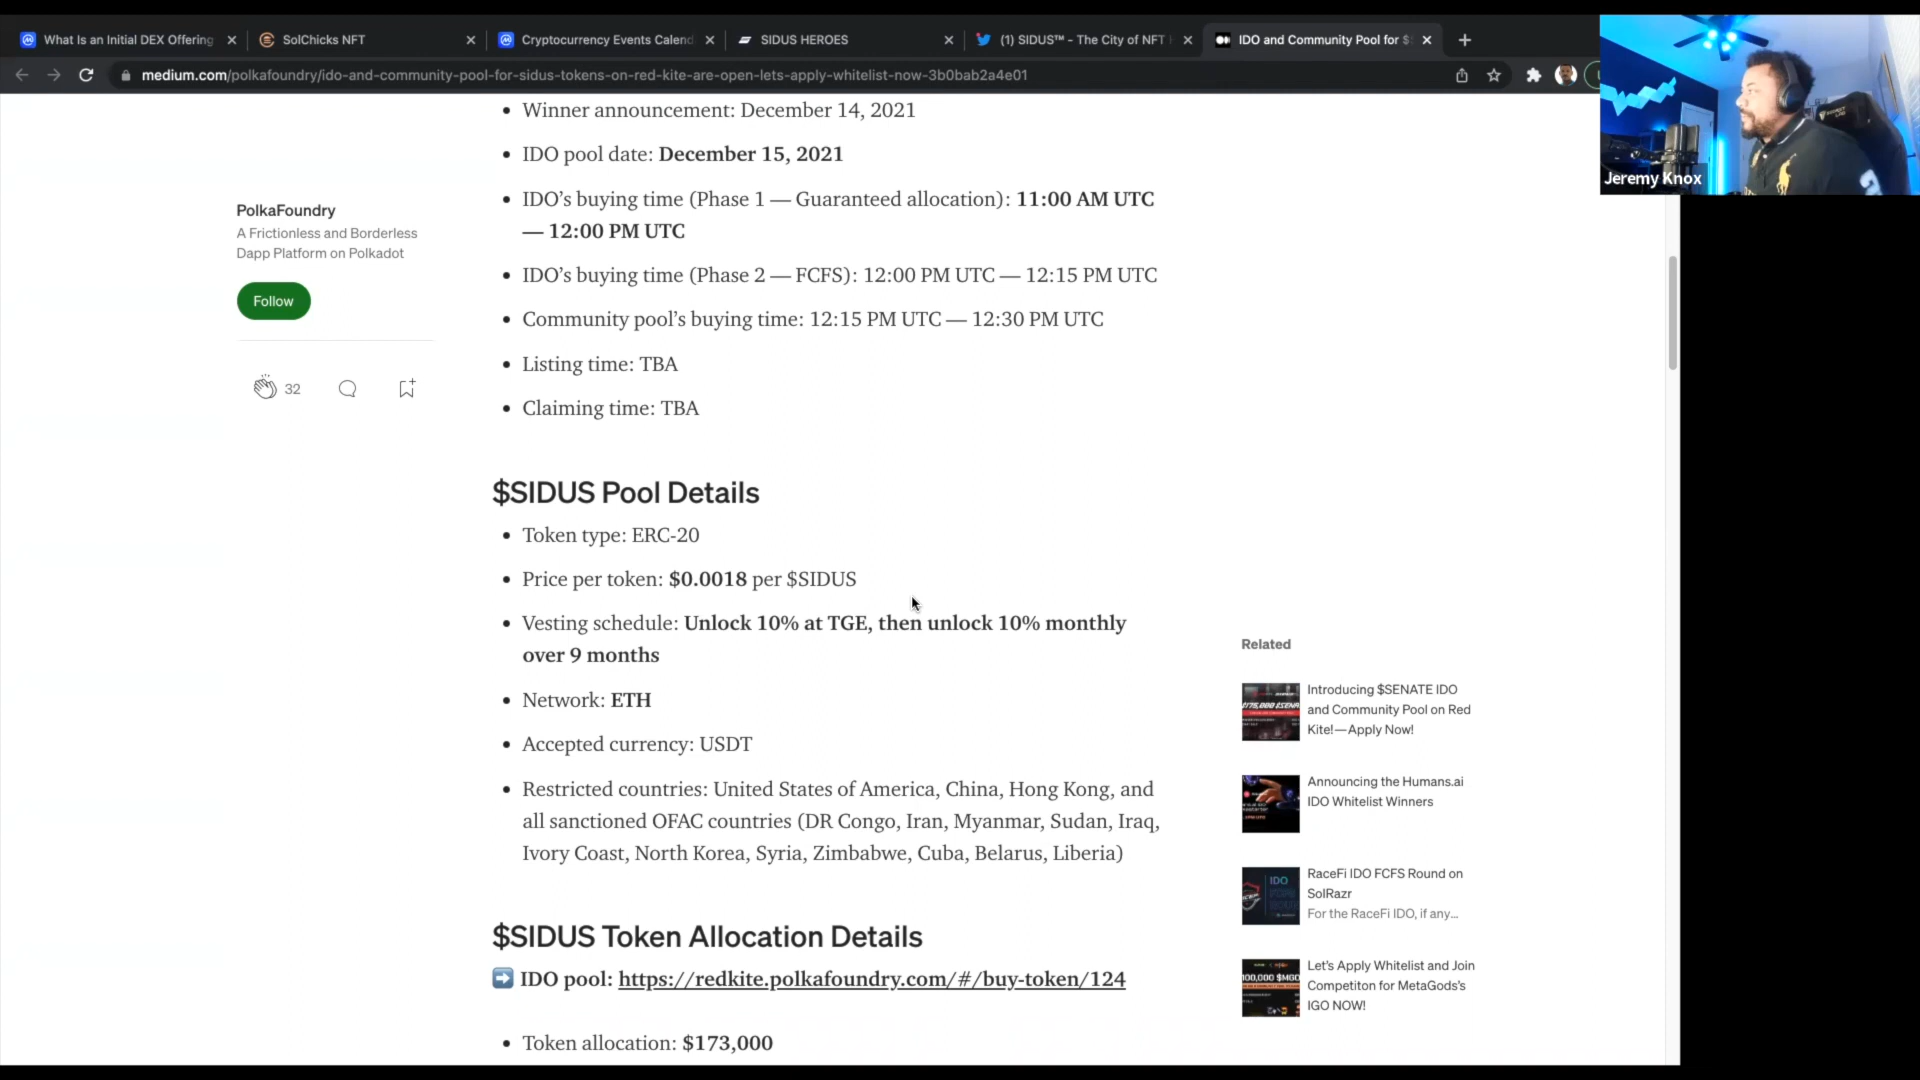 What Is an Initial DEX Offering
SolChicks NFT
Cryptocurrency Events Calend
SIDUS HEROES
(1) SIDUS™ - The City of NFT
IDO and Community Pool for $
medium.com/polkafoundry/ido-and-community-pool-for-sidus-tokens-on-red-kite-are-open-lets-apply-whitelist-now-3b0bab2a4e01
Jeremy Knox
PolkaFoundry
A Frictionless and Borderless
Dapp Platform on Polkadot
Follow
32
• Winner announcement: December 14, 2021
• IDO pool date: December 15, 2021
• IDO’s buying time (Phase 1 — Guaranteed allocation): 11:00 AM UTC
— 12:00 PM UTC
• IDO’s buying time (Phase 2 — FCFS): 12:00 PM UTC — 12:15 PM UTC
• Community pool’s buying time: 12:15 PM UTC — 12:30 PM UTC
• Listing time: TBA
• Claiming time: TBA
$SIDUS Pool Details
• Token type: ERC-20
• Price per token: $0.0018 per $SIDUS
• Vesting schedule: Unlock 10% at TGE, then unlock 10% monthly
over 9 months
• Network: ETH
• Accepted currency: USDT
• Restricted countries: United States of America, China, Hong Kong, and
all sanctioned OFAC countries (DR Congo, Iran, Myanmar, Sudan, Iraq,
Ivory Coast, North Korea, Syria, Zimbabwe, Cuba, Belarus, Liberia)
$SIDUS Token Allocation Details
➡️ IDO pool: https://redkite.polkafoundry.com/#/buy-token/124
• Token allocation: $173,000
Related
Introducing $SENATE IDO
and Community Pool on Red
Kite!—Apply Now!
Announcing the Humans.ai
IDO Whitelist Winners
IDO
RaceFi IDO FCFS Round on
SolRazr
For the RaceFi IDO, if any…
Let’s Apply Whitelist and Join
Competiton for MetaGods’s
IGO NOW!